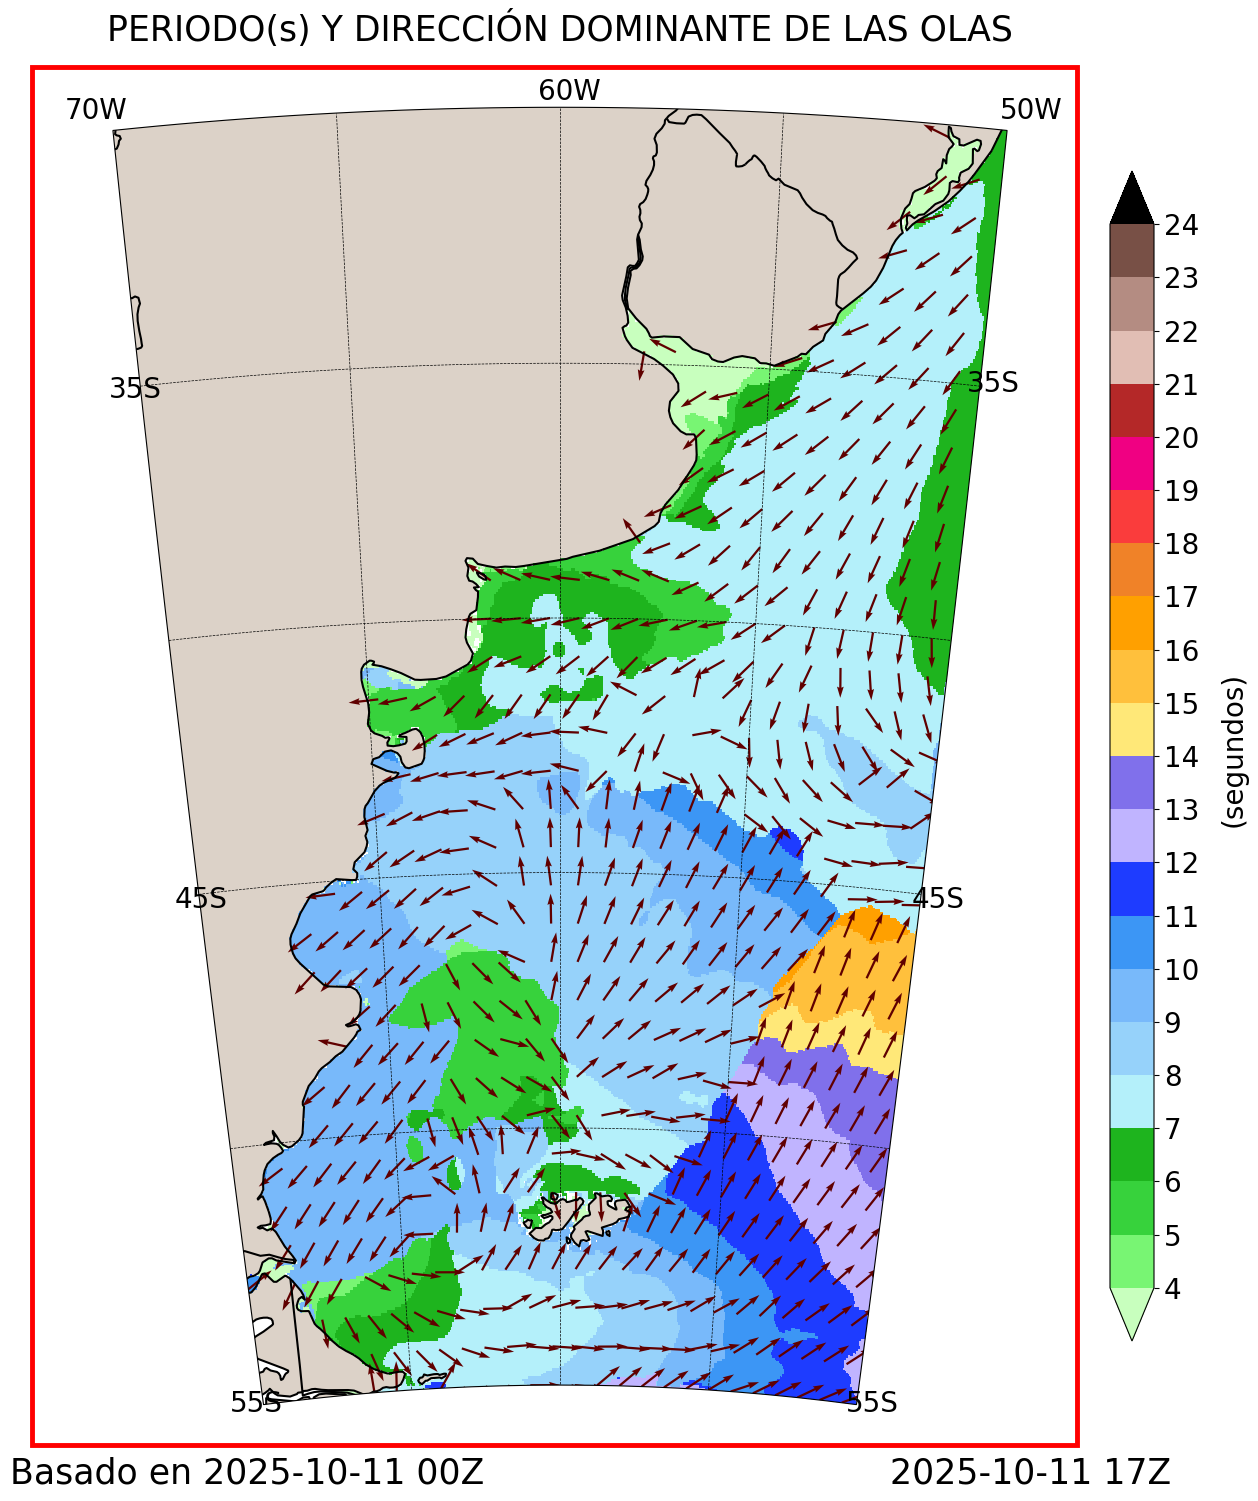 PERIODO(s) Y DIRECCIÓN DOMINANTE DE LAS OLAS
70W
60W
50W
35S
35S
45S
45S
55S
55S
24
23
22
21
20
19
18
17
16
15
14
13
12
11
10
9
8
7
6
5
4
(segundos)
Basado en 2025-10-11 00Z
2025-10-11 17Z